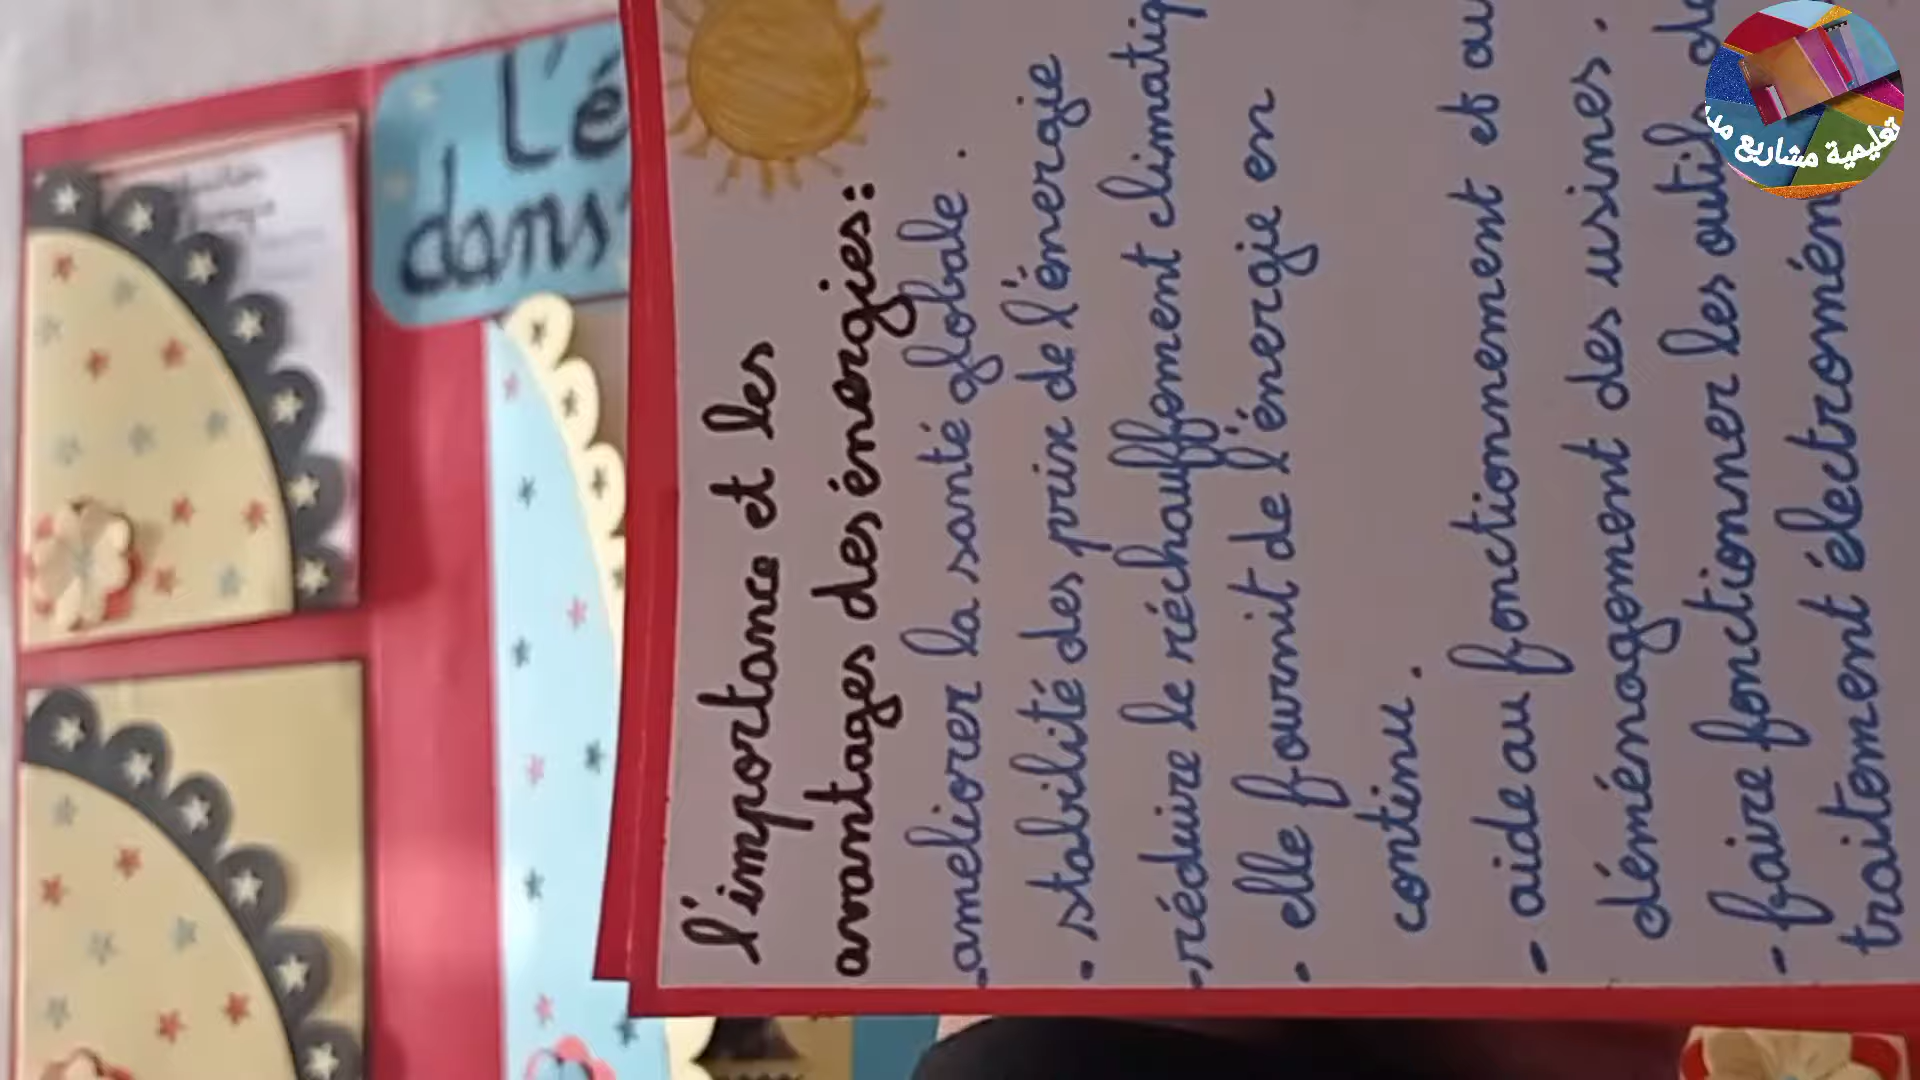 l'é
dans
l'importance et les
avantages des énergies:
-améliorer la santé globale.
- stabilité des prix de l'énergie
-réduire le réchauffement climatiq
- elle fournit de l'énergie en
continu.
- aide au fonctionnement et au
déménagement des usines.
- faire fonctionner les outils de
traitement électromén
تعليمية مشاريع مد